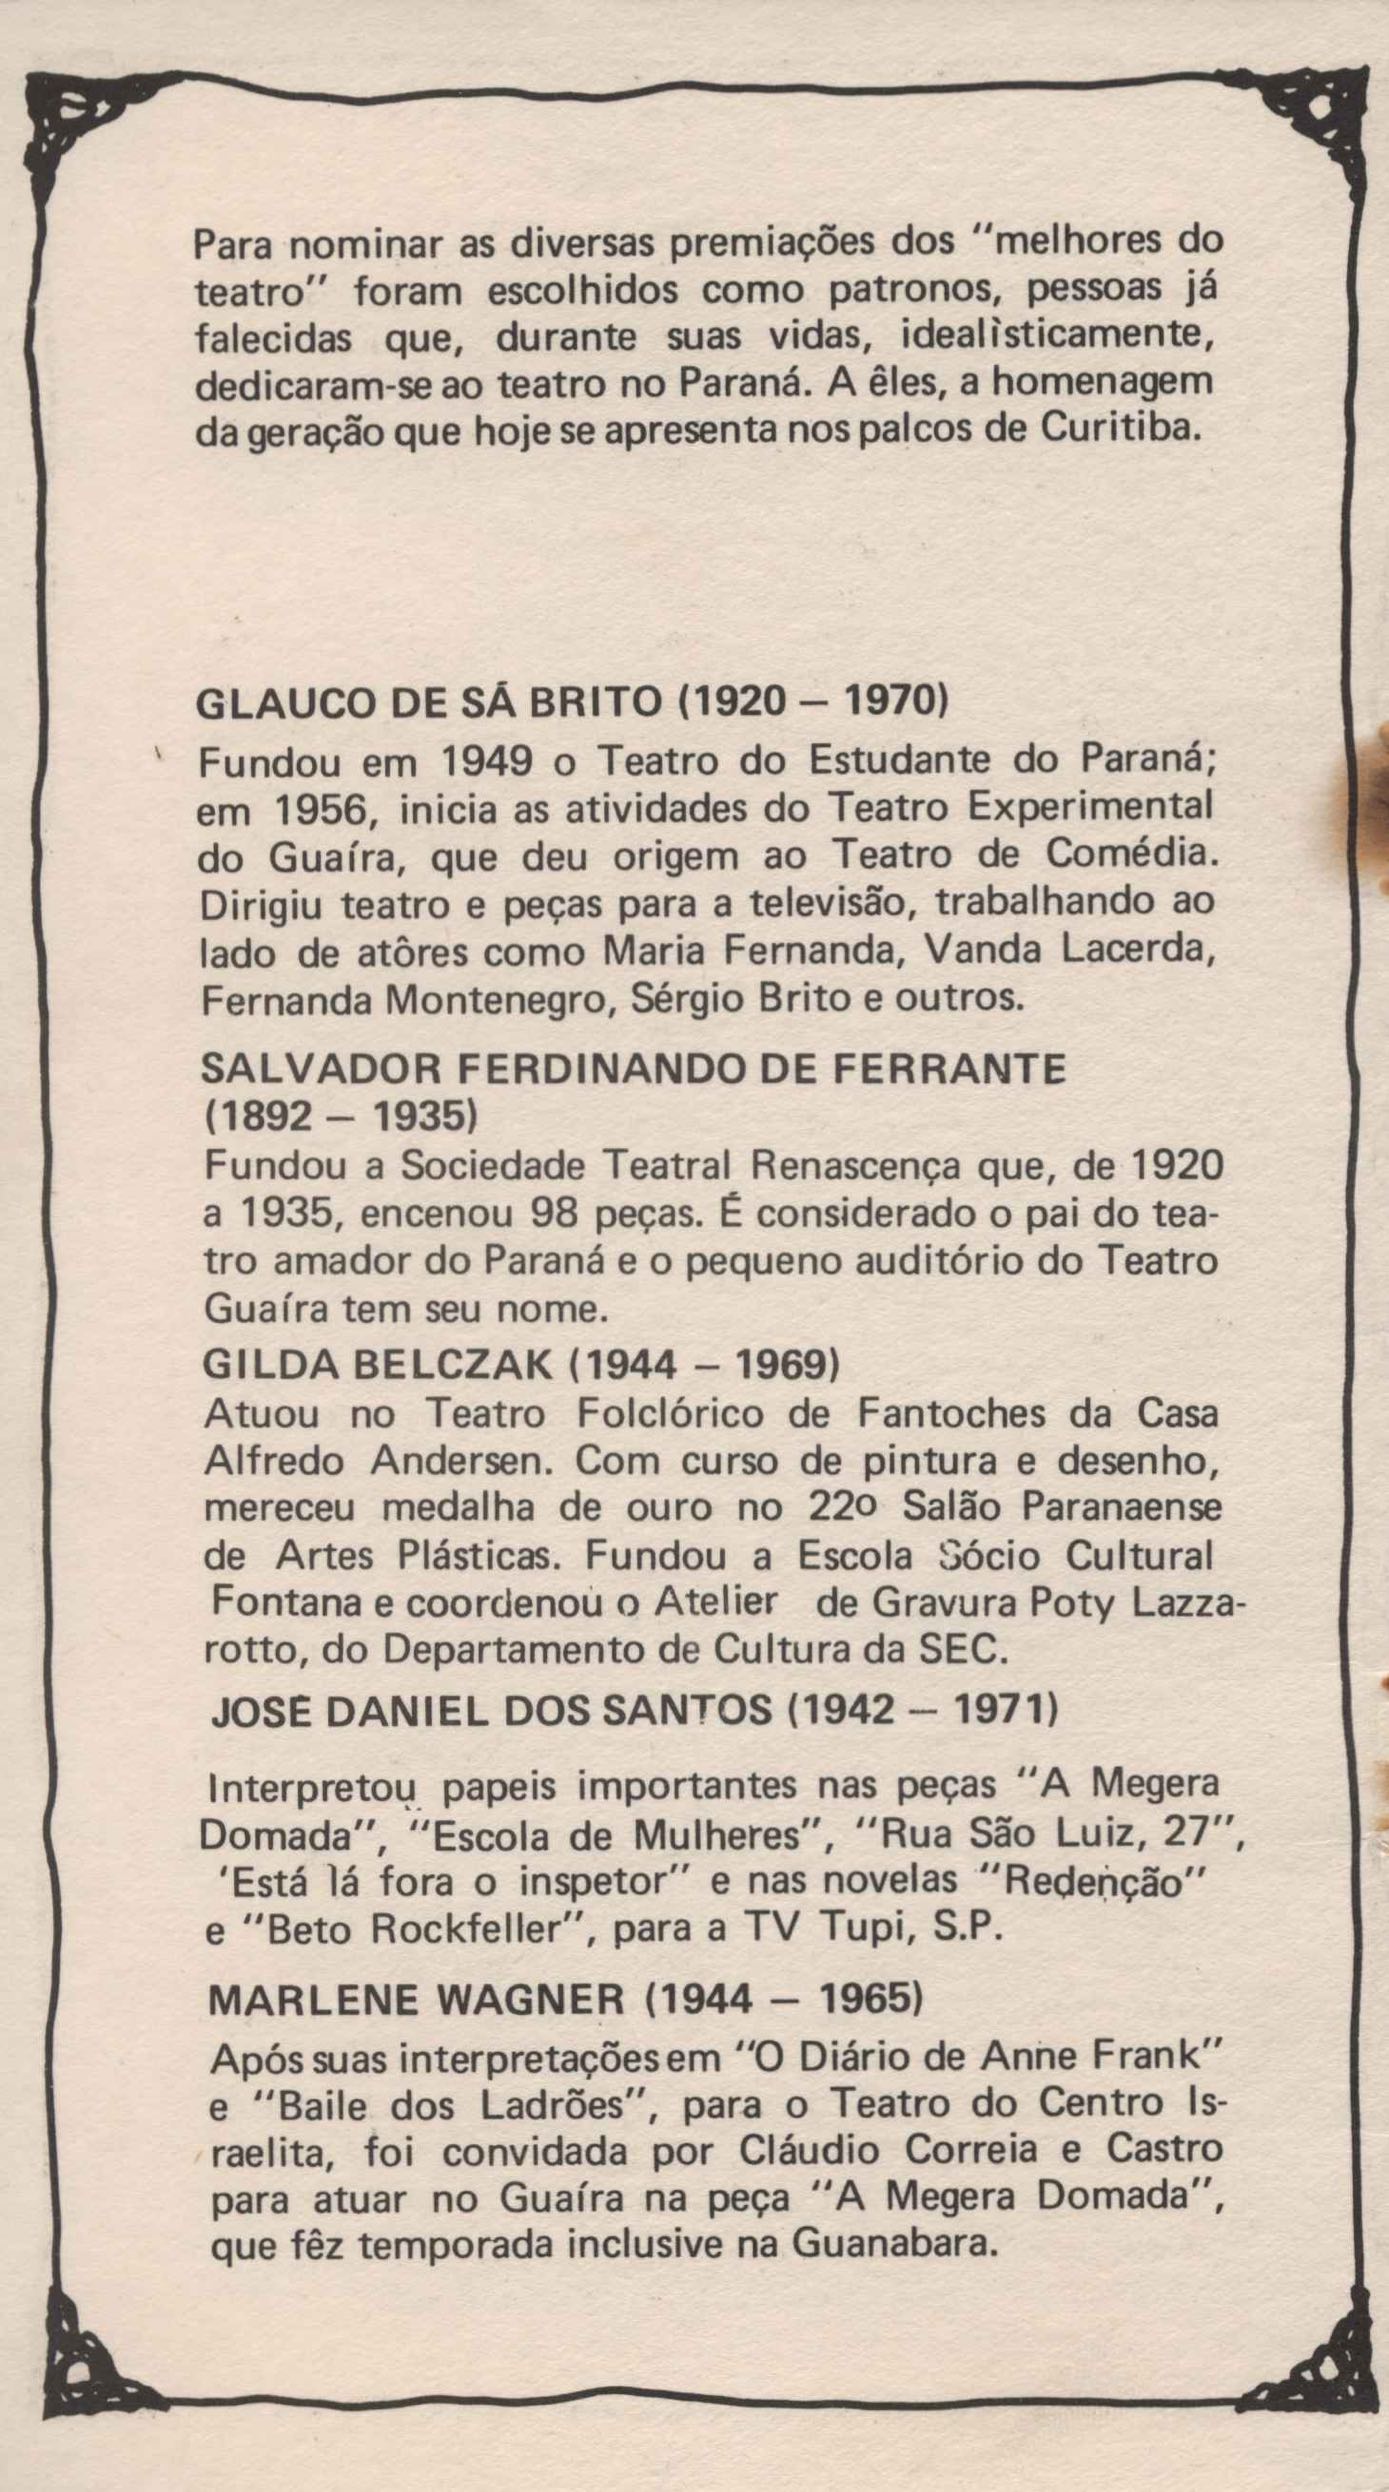 Para nominar as diversas premiações dos "melhores do
teatro" foram escolhidos como patronos, pessoas já
falecidas que, durante suas vidas, idealìsticamente,
dedicaram-se ao teatro no Paraná. A êles, a homenagem
da geração que hoje se apresenta nos palcos de Curitiba.
GLAUCO DE SÁ BRITO (1920 – 1970)
Fundou em 1949 o Teatro do Estudante do Paraná;
em 1956, inicia as atividades do Teatro Experimental
do Guaíra, que deu origem ao Teatro de Comédia.
Dirigiu teatro e peças para a televisão, trabalhando ao
lado de atôres como Maria Fernanda, Vanda Lacerda,
Fernanda Montenegro, Sérgio Brito e outros.
SALVADOR FERDINANDO DE FERRANTE
(1892 – 1935)
Fundou a Sociedade Teatral Renascença que, de 1920
a 1935, encenou 98 peças. É considerado o pai do tea-
tro amador do Paraná e o pequeno auditório do Teatro
Guaíra tem seu nome.
GILDA BELCZAK (1944 – 1969)
Atuou no Teatro Folclórico de Fantoches da Casa
Alfredo Andersen. Com curso de pintura e desenho,
mereceu medalha de ouro no 22o Salão Paranaense
de Artes Plásticas. Fundou a Escola Sócio Cultural
Fontana e coordenou o Atelier de Gravura Poty Lazza-
rotto, do Departamento de Cultura da SEC.
JOSÉ DANIEL DOS SANTOS (1942 – 1971)
Interpretou papeis importantes nas peças "A Megera
Domada", "Escola de Mulheres", "Rua São Luiz, 27",
'Está lá fora o inspetor" e nas novelas "Redenção"
e "Beto Rockfeller", para a TV Tupi, S.P.
MARLENE WAGNER (1944 – 1965)
Após suas interpretações em "O Diário de Anne Frank"
e "Baile dos Ladrões", para o Teatro do Centro Is-
raelita, foi convidada por Cláudio Correia e Castro
para atuar no Guaíra na peça "A Megera Domada",
que fêz temporada inclusive na Guanabara.